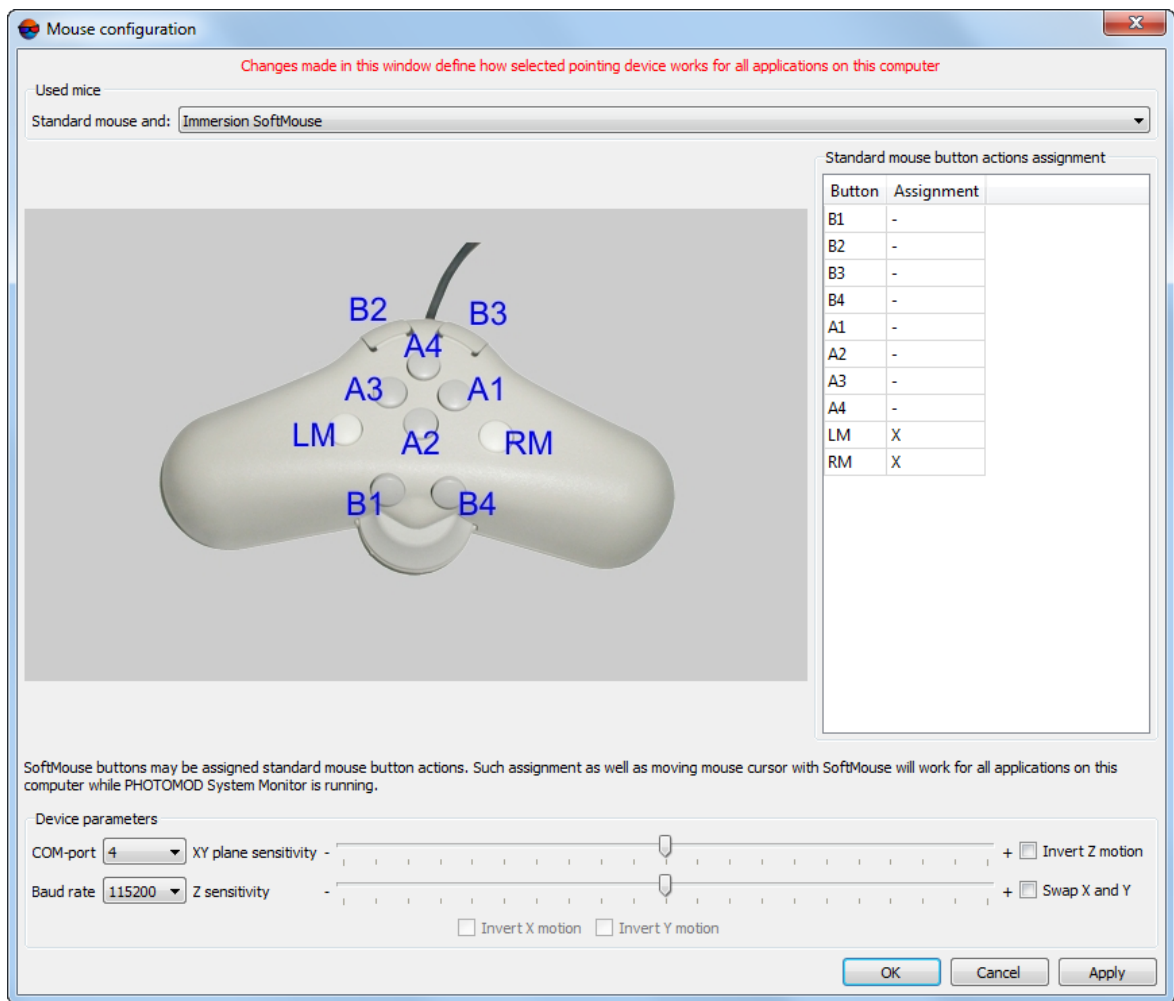 Mouse configuration
Changes made in this window define how selected pointing device works for all applications on this computer
Used mice
Standard mouse and: Immersion SoftMouse
Standard mouse button actions assignment
Button Assignment
B1 -
B2 -
B3 -
B4 -
A1 -
A2 -
A3 -
A4 -
LM X
RM X
B2 B3
A4
A3 A1
LM A2 RM
B1 B4
SoftMouse buttons may be assigned standard mouse button actions. Such assignment as well as moving mouse cursor with SoftMouse will work for all applications on this
computer while PHOTOMOD System Monitor is running.
Device parameters
COM-port 4 XY plane sensitivity - + Invert Z motion
Baud rate 115200 Z sensitivity - + Swap X and Y
Invert X motion Invert Y motion
OK Cancel Apply